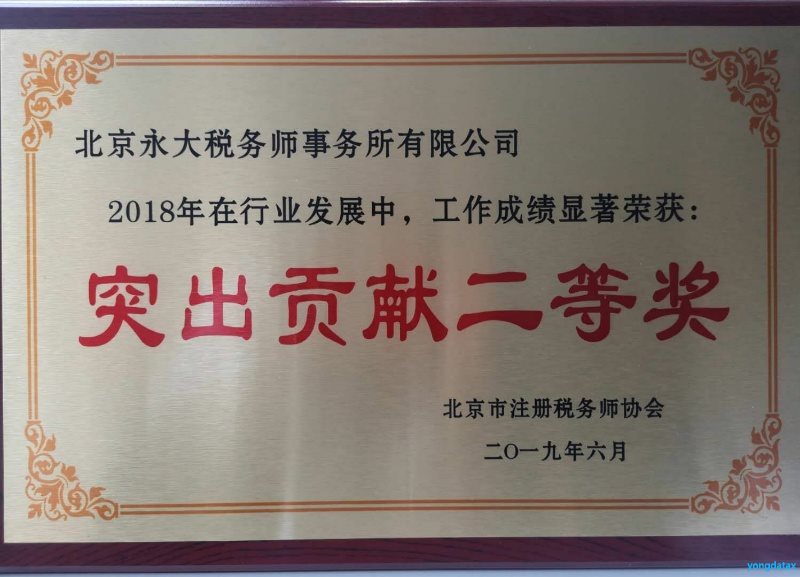 北京永大税务师事务所有限公司
2018年在行业发展中，工作成绩显著荣获：
突出贡献二等奖
北京市注册税务师协会
二〇一九年六月
yongdatax